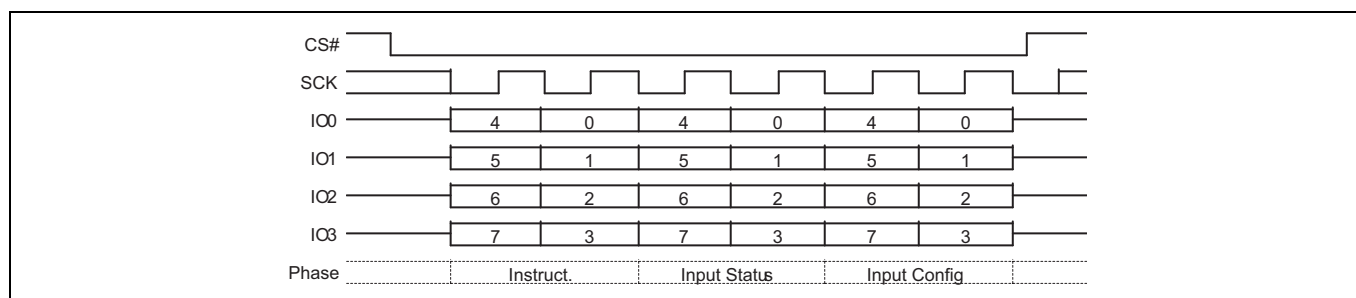 CS#
SCK
IO0 4 0 4 0 4 0
IO1 5 1 5 1 5 1
IO2 6 2 6 2 6 2
IO3 7 3 7 3 7 3
Phase Instruct. Input Status Input Config